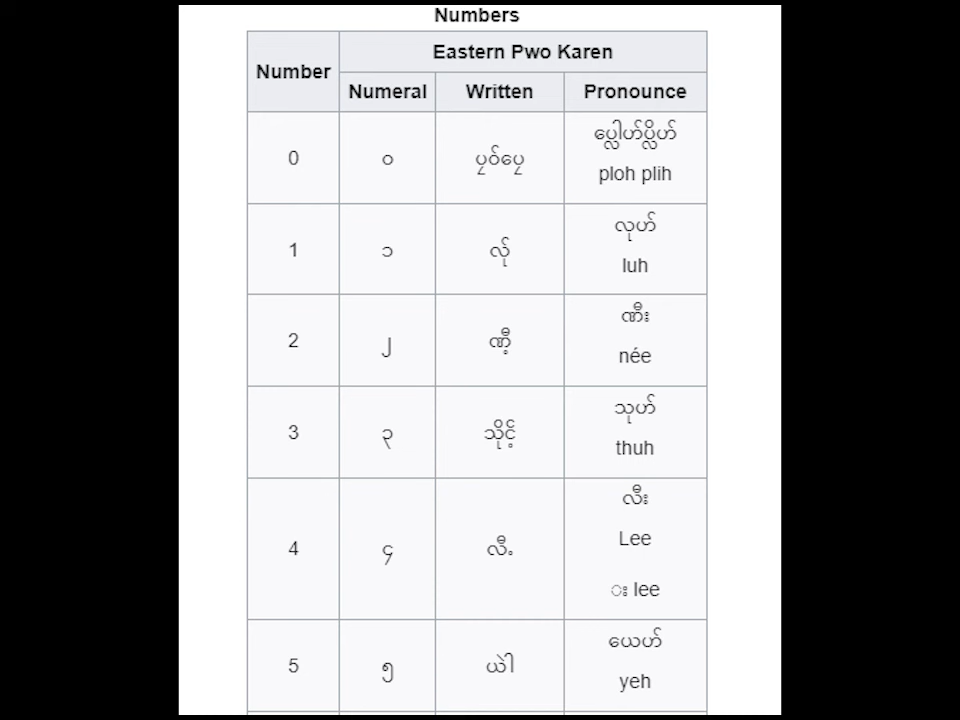 Numbers
Number
Eastern Pwo Karen
Numeral Written Pronounce
0 ၀ ပၠဝ်ပၠေ ပ္လေါဟ်ပ္လိဟ်
ploh plih
1 ၁ လ်ု လုဟ်
luh
2 ၂ ဏီ့ ဏီး
née
3 ၃ သိုင့် သုဟ်
thuh
4 ၄ လီႉ လီး
Lee
း lee
5 ၅ ယဲါ ယေဟ်
yeh